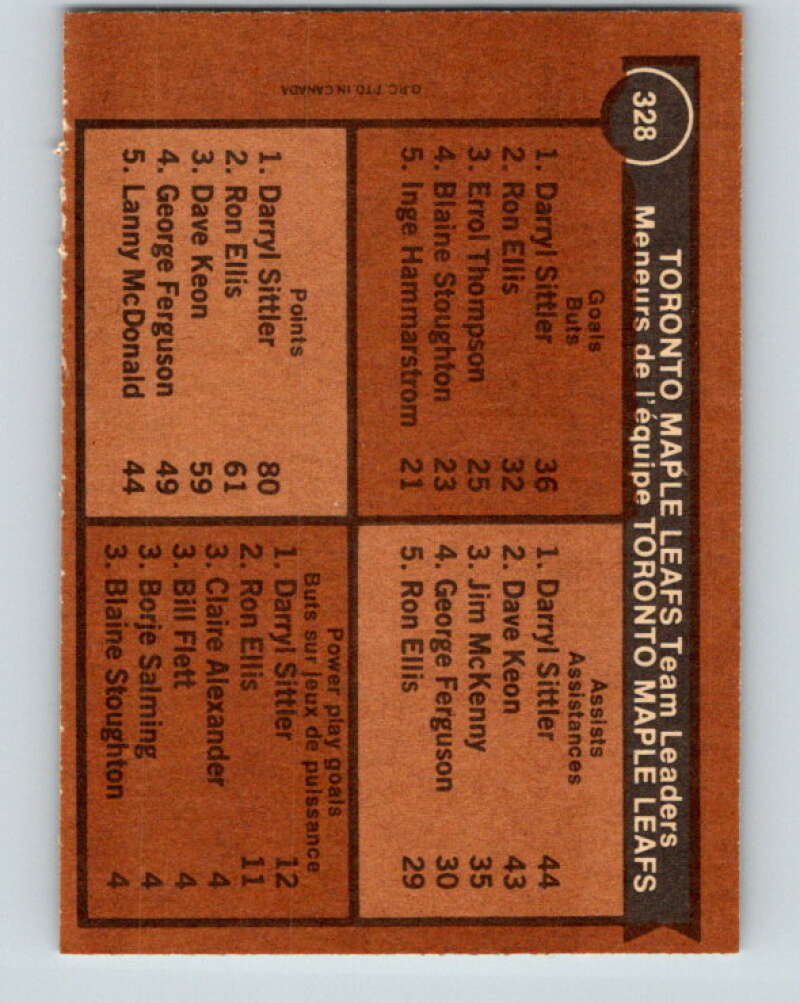 328
TORONTO MAPLE LEAFS Team Leaders
Meneurs de l'équipe TORONTO MAPLE LEAFS
Goals
Buts
1. Darryl Sittler 36
2. Ron Ellis 32
3. Errol Thompson 25
4. Blaine Stoughton 23
5. Inge Hammarstrom 21
Assists
Assistances
1. Darryl Sittler 44
2. Dave Keon 43
3. Jim McKenny 35
4. George Ferguson 30
5. Ron Ellis 29
Points
1. Darryl Sittler 80
2. Ron Ellis 61
3. Dave Keon 59
4. George Ferguson 49
5. Lanny McDonald 44
Power play goals
Buts sur jeux de puissance
1. Darryl Sittler 12
2. Ron Ellis 11
3. Claire Alexander 4
3. Bill Flett 4
3. Borje Salming 4
3. Blaine Stoughton 4
O.P.C. PTD. IN CANADA